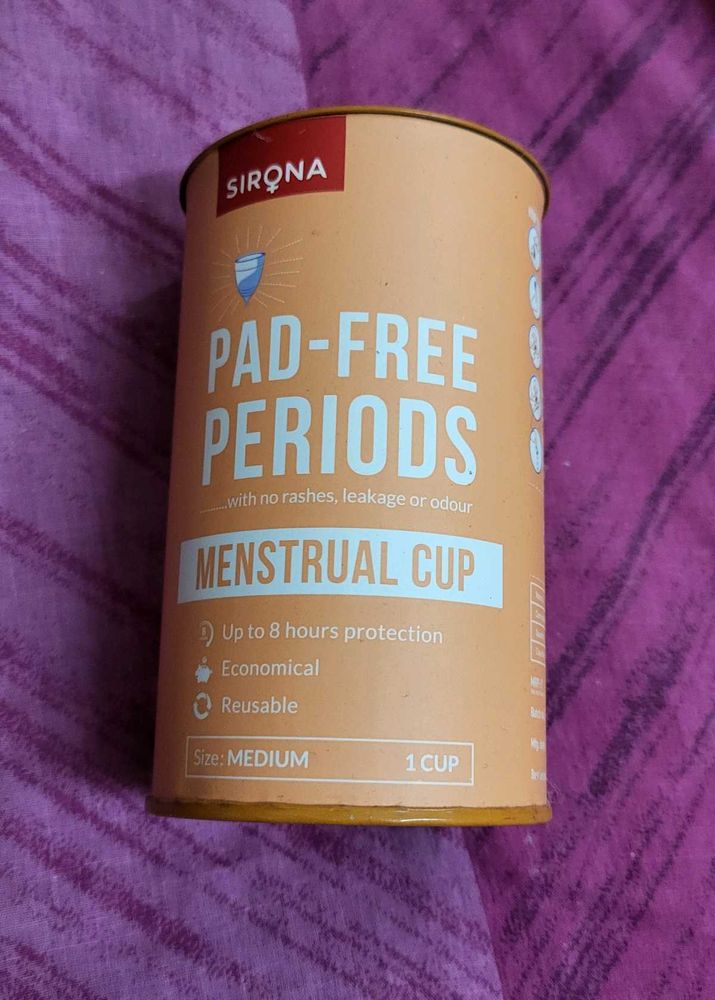 SIRONA
PAD-FREE
PERIODS
..........with no rashes, leakage or odour
MENSTRUAL CUP
Up to 8 hours protection
Economical
Reusable
Size: MEDIUM 1 CUP